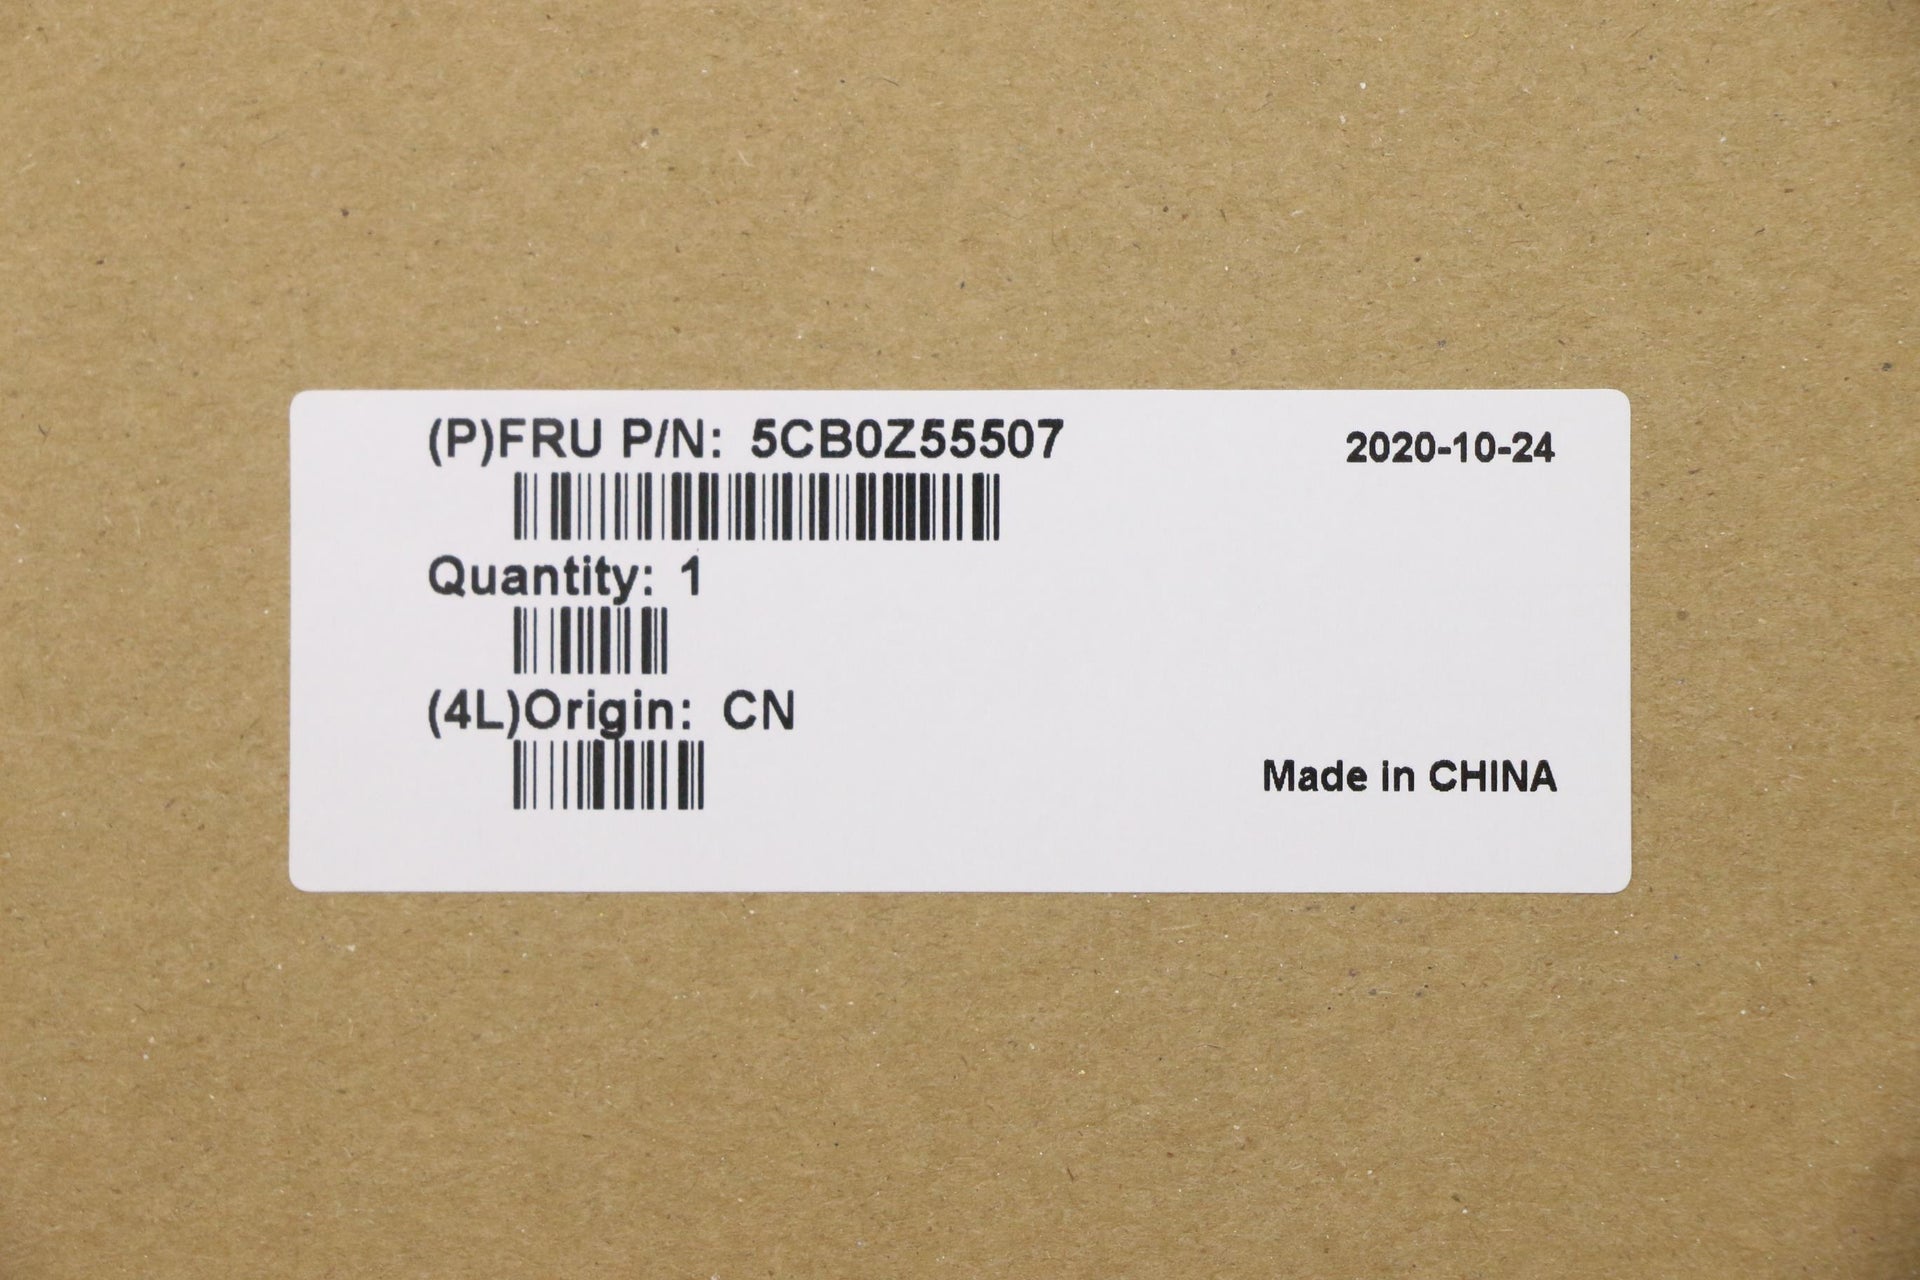 (P)FRU P/N: 5CB0Z55507
2020-10-24
Quantity: 1
(4L)Origin: CN
Made in CHINA